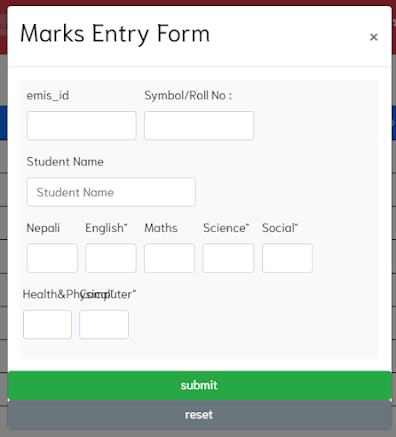 Marks Entry Form ×
emis_id Symbol/Roll No :
Student Name
Student Name
Nepali English" Maths Science" Social"
Health&Physical" Computer"
submit
reset